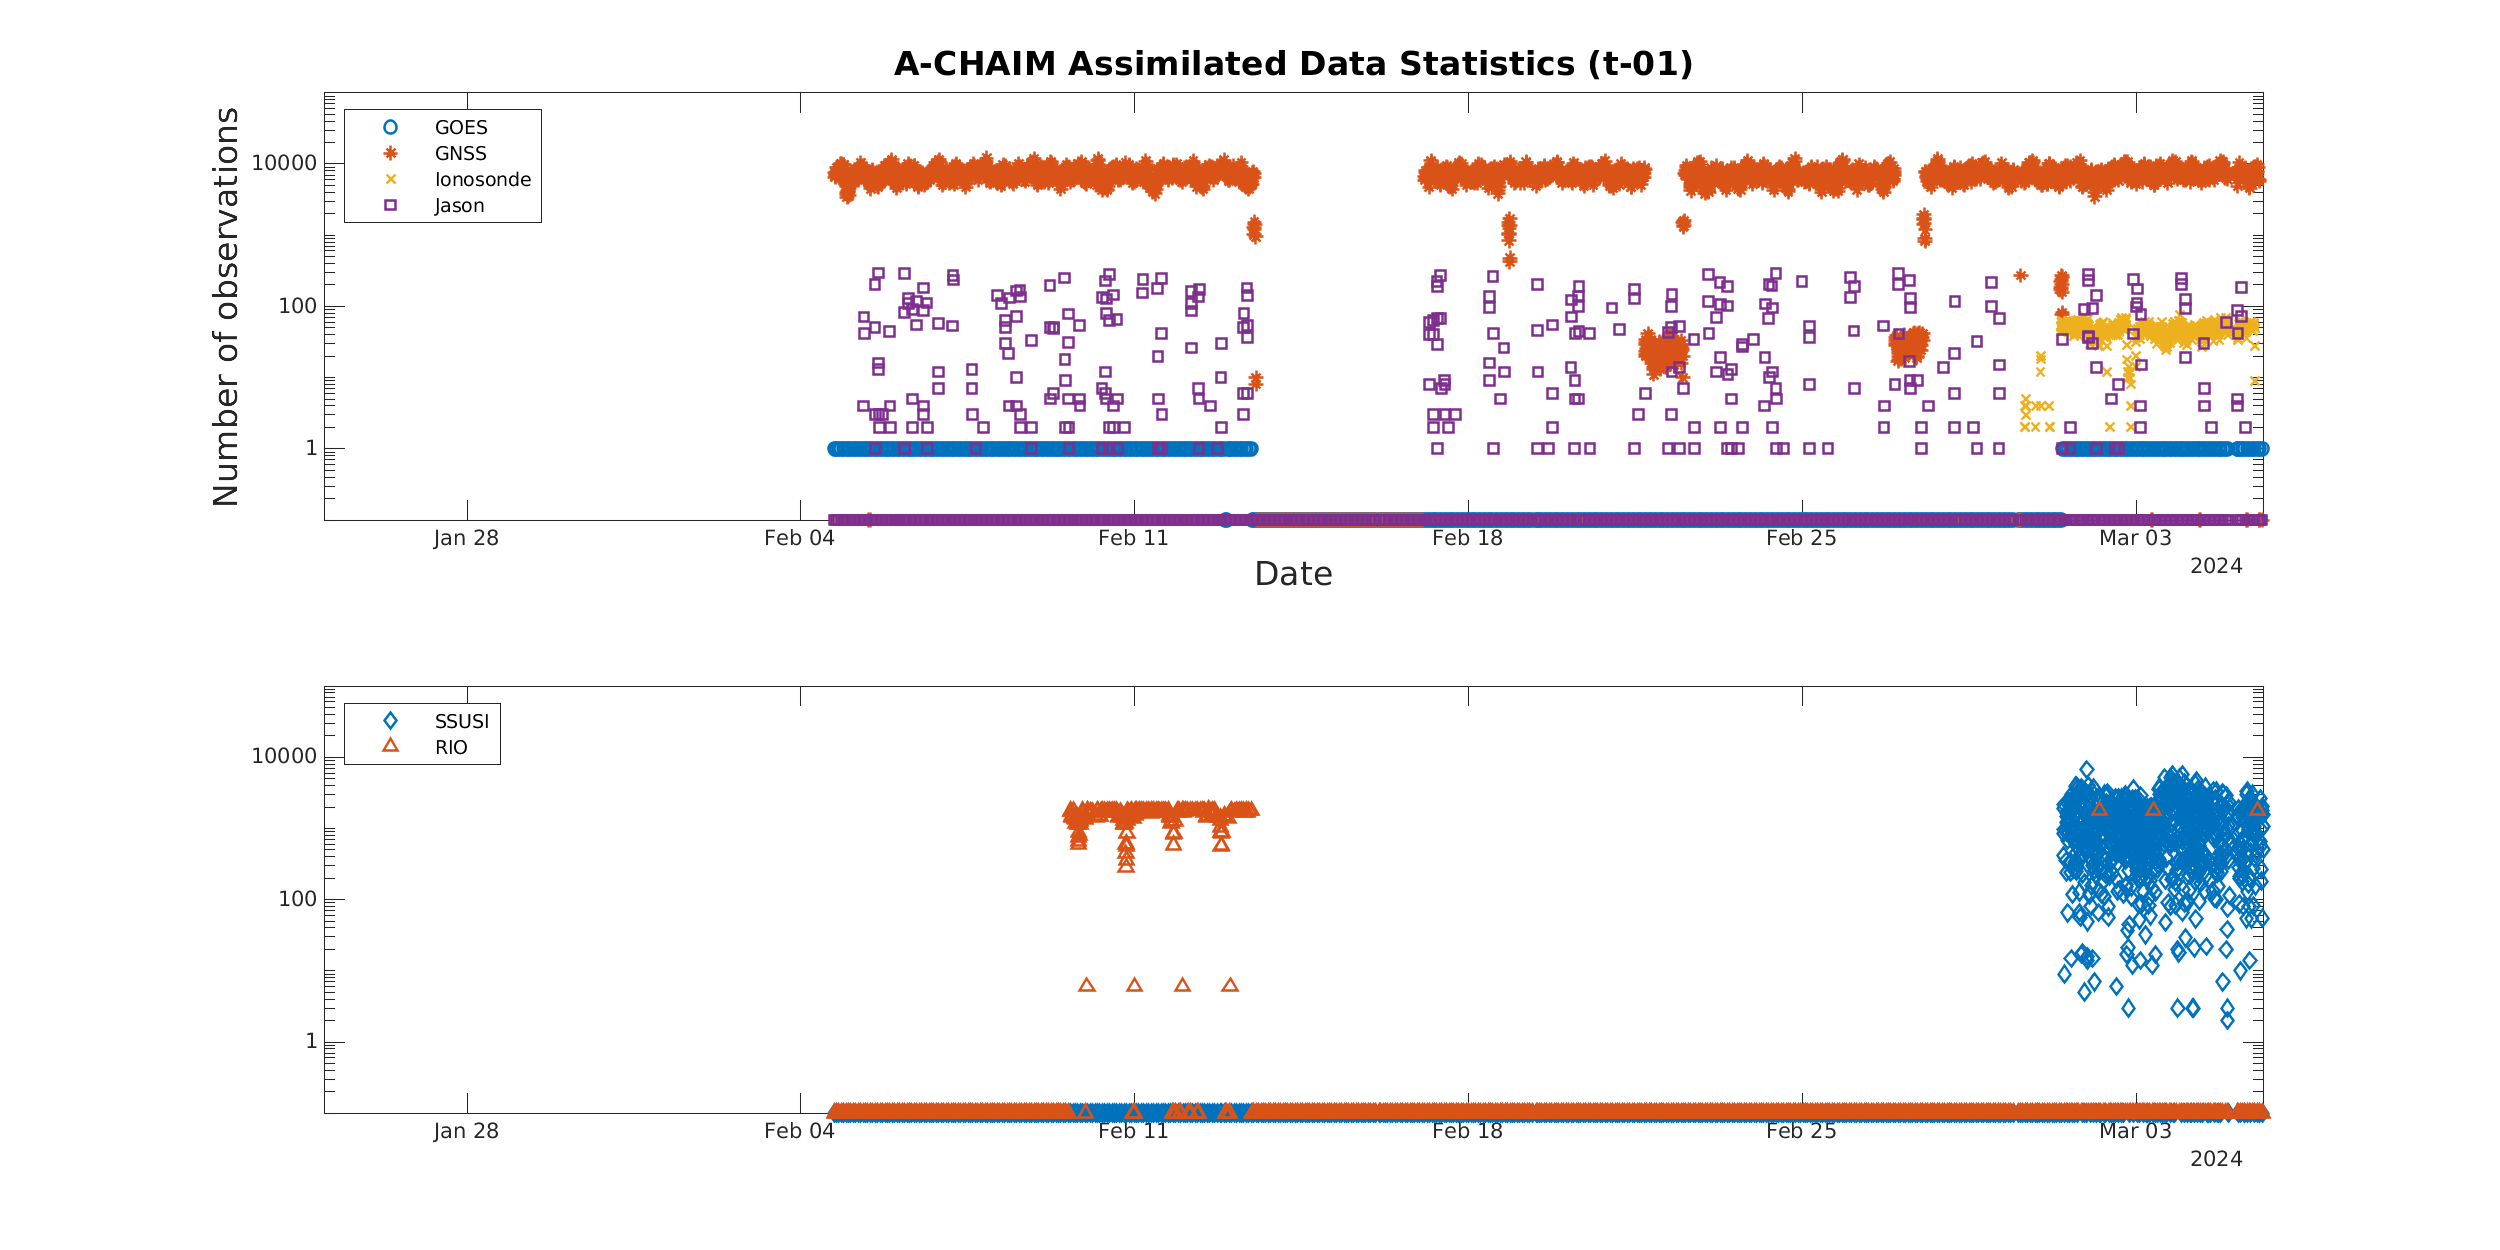 A-CHAIM Assimilated Data Statistics (t-01)
Number of observations
10000
100
1
GOES
GNSS
Ionosonde
Jason
Jan 28
Feb 04
Feb 11
Feb 18
Feb 25
Mar 03
2024
Date
10000
100
1
SSUSI
RIO
Jan 28
Feb 04
Feb 11
Feb 18
Feb 25
Mar 03
2024